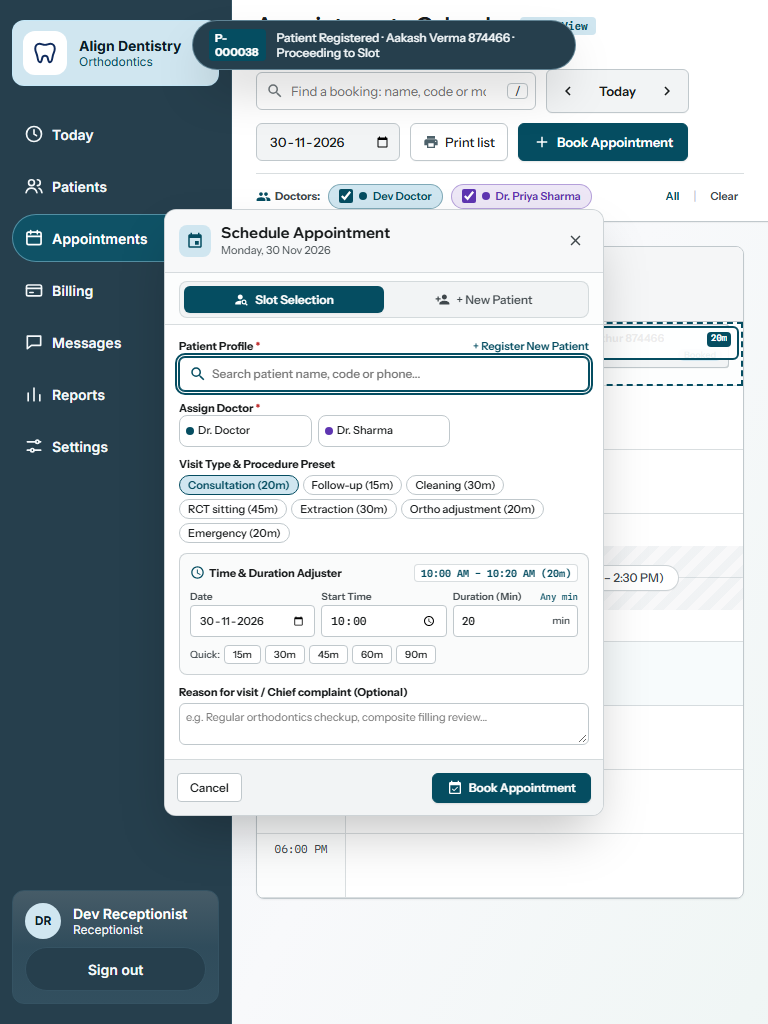 Align Dentistry
Orthodontics
P-000038
Patient Registered · Aakash Verma 874466 · Proceeding to Slot
Find a booking: name, code or mo
/
Today
30-11-2026
Print list
Book Appointment
Doctors:
Dev Doctor
Dr. Priya Sharma
All
Clear
Today
Patients
Appointments
Billing
Messages
Reports
Settings
Schedule Appointment
Monday, 30 Nov 2026
Slot Selection
+ New Patient
Patient Profile *
+ Register New Patient
Search patient name, code or phone...
Assign Doctor *
Dr. Doctor
Dr. Sharma
Visit Type & Procedure Preset
Consultation (20m)
Follow-up (15m)
Cleaning (30m)
RCT sitting (45m)
Extraction (30m)
Ortho adjustment (20m)
Emergency (20m)
Time & Duration Adjuster
10:00 AM – 10:20 AM (20m)
Date
Start Time
Duration (Min)
Any min
30-11-2026
10:00
20
min
Quick:
15m
30m
45m
60m
90m
Reason for visit / Chief complaint (Optional)
e.g. Regular orthodontics checkup, composite filling review...
Cancel
Book Appointment
874466
20m
– 2:30 PM)
06:00 PM
DR
Dev Receptionist
Receptionist
Sign out